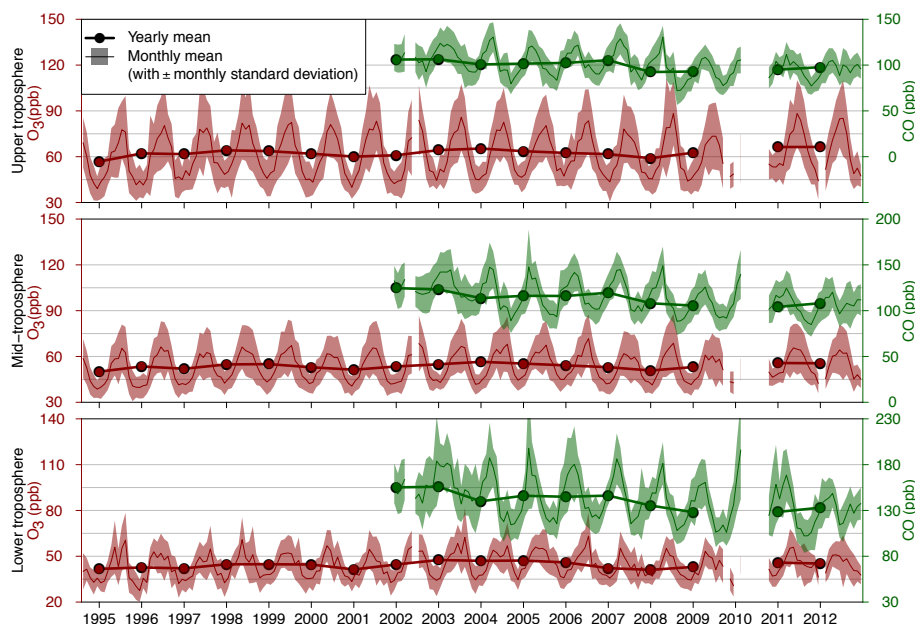 Yearly mean
Monthly mean
(with ± monthly standard deviation)
Upper troposphere
O3(ppb)
150
120
90
60
30
150
100
50
0
CO (ppb)
Mid−troposphere
O3 (ppb)
150
120
90
60
30
200
150
100
50
0
CO (ppb)
Lower troposphere
O3 (ppb)
140
110
80
50
20
230
180
130
80
30
CO (ppb)
1995 1996 1997 1998 1999 2000 2001 2002 2003 2004 2005 2006 2007 2008 2009 2010 2011 2012